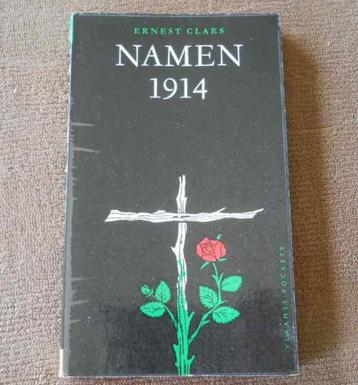 ERNEST CLAES
NAMEN
1914
VLAAMSE POCKETS